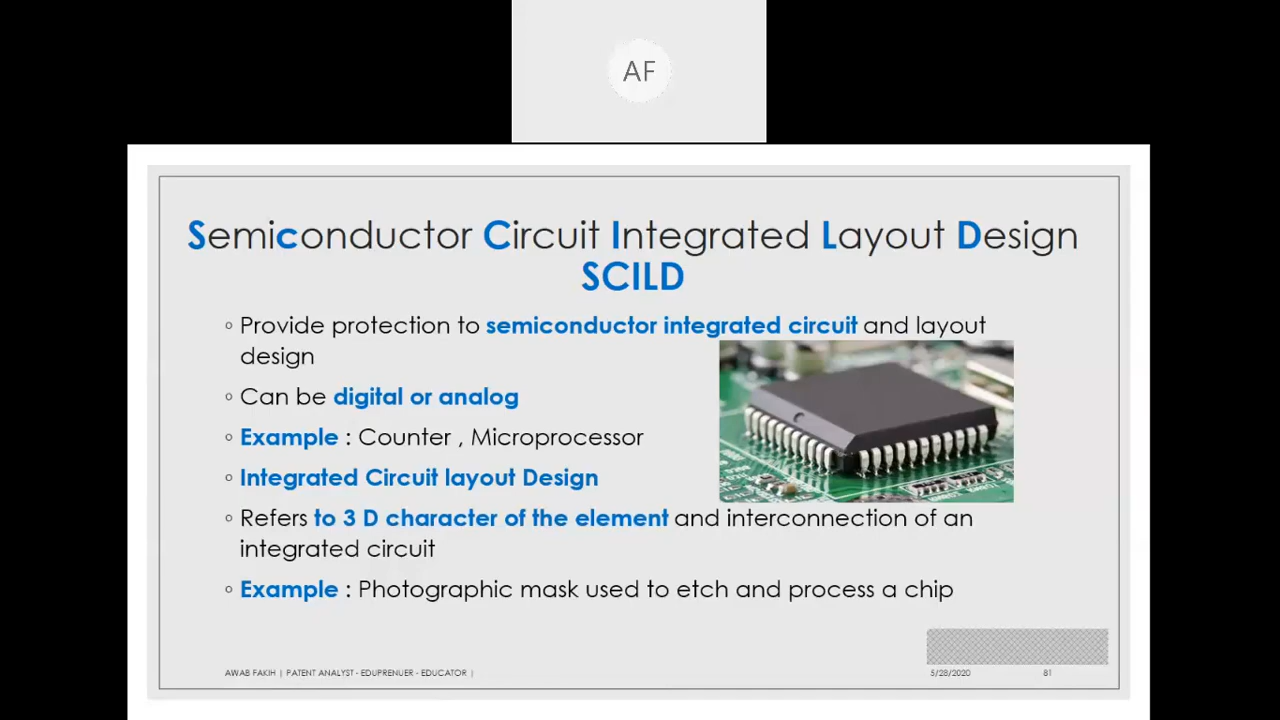 AF
Semiconductor Circuit Integrated Layout Design
SCILD
◦ Provide protection to semiconductor integrated circuit and layout
design
◦ Can be digital or analog
◦ Example : Counter , Microprocessor
◦ Integrated Circuit layout Design
◦ Refers to 3 D character of the element and interconnection of an
integrated circuit
◦ Example : Photographic mask used to etch and process a chip
AWAB FAKIH | PATENT ANALYST - EDUPRENUER - EDUCATOR |
5/28/2020
81